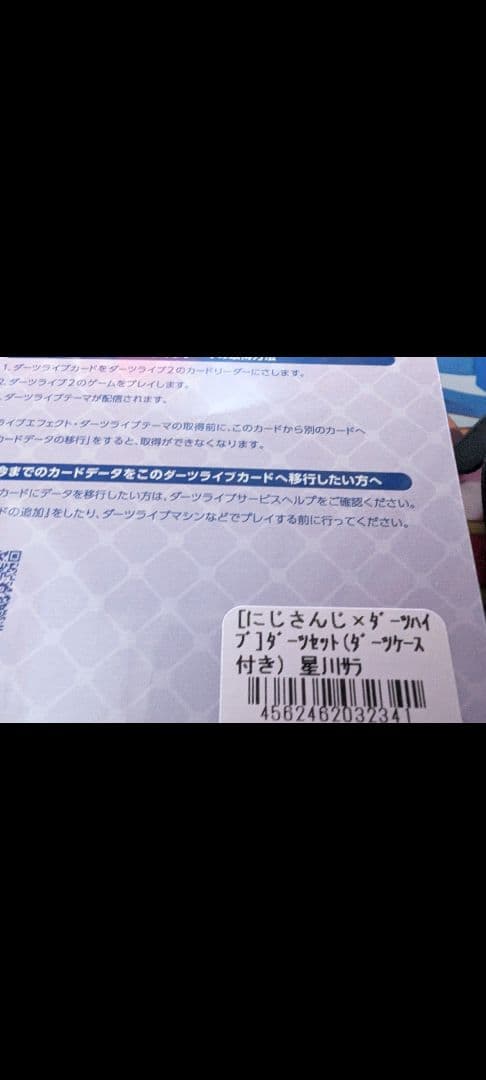 1.ダーツライブカードをダーツライブ2のカードリーダーにさします。
2.ダーツライブ2のゲームをプレイします。
.ダーツライブテーマが配信されます。
ライブエフェクト・ダーツライブテーマの取得前に、このカードから別のカードへ
カードデータの移行」をすると、取得ができなくなります。
今までのカードデータをこのダーツライブカードへ移行したい方へ
カードにデータを移行したい方は、ダーツライブサービスヘルプをご確認ください。
ドの追加」をしたり、ダーツライブマシンなどでプレイする前に行ってください。
[にじさんじ×ﾀﾞｰﾂﾊｲ
ﾌﾞ]ﾀﾞｰﾂｾｯﾄ(ﾀﾞｰﾂｹｰｽ
付き) 星川ｻﾗ
4562462032341